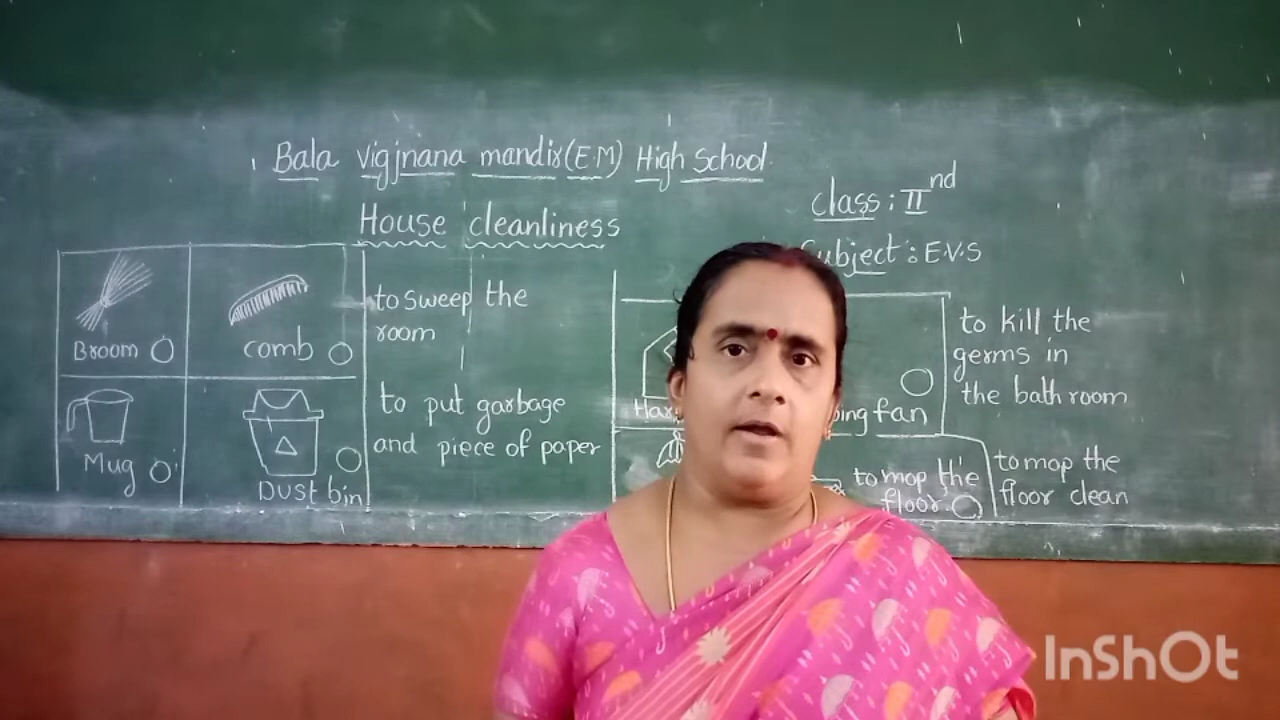 Bala vigjnana mandir(E.M) High School
House cleanliness
class : IInd
Subject : E.V.S
Broom
comb
to sweep the
room
Mug
Dust bin
to put garbage
and piece of paper
fan
to mop the
floor.
to kill the
germs in
the bath room
to mop the
floor clean
InShOt